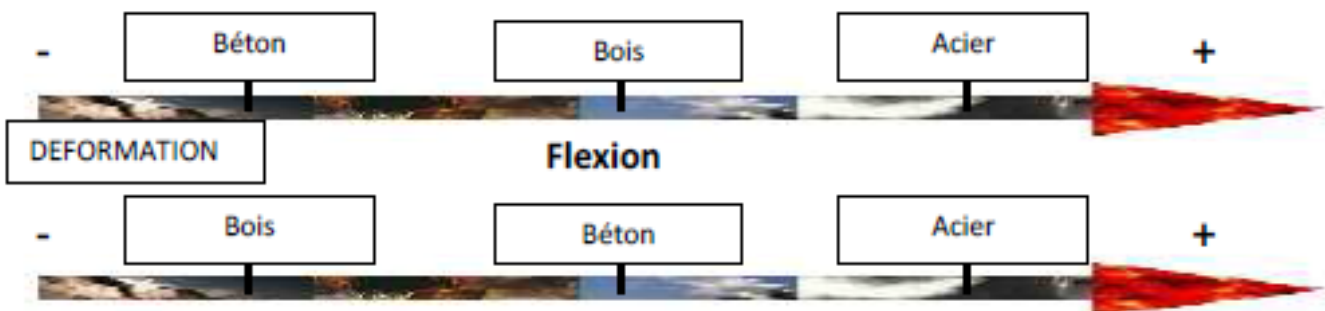 - Béton Bois Acier +
DEFORMATION Flexion
- Bois Béton Acier +